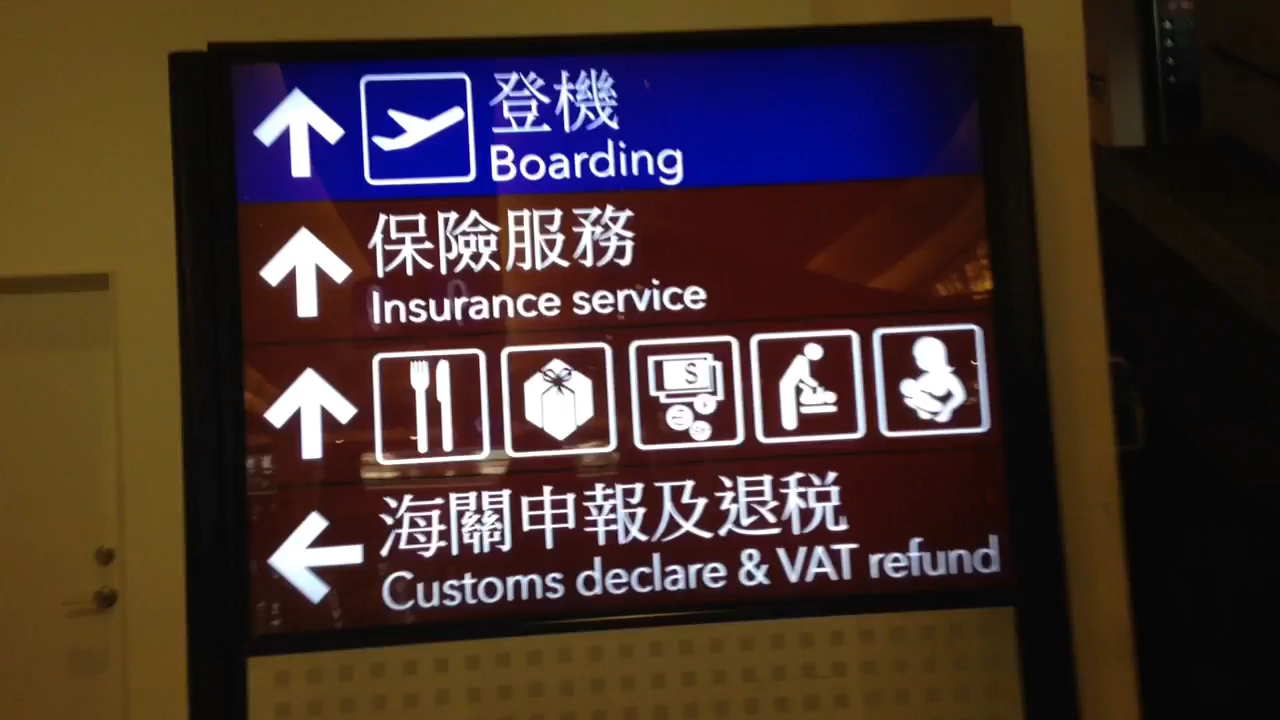 登機
Boarding
保險服務
Insurance service
$
海關申報及退税
Customs declare & VAT refund